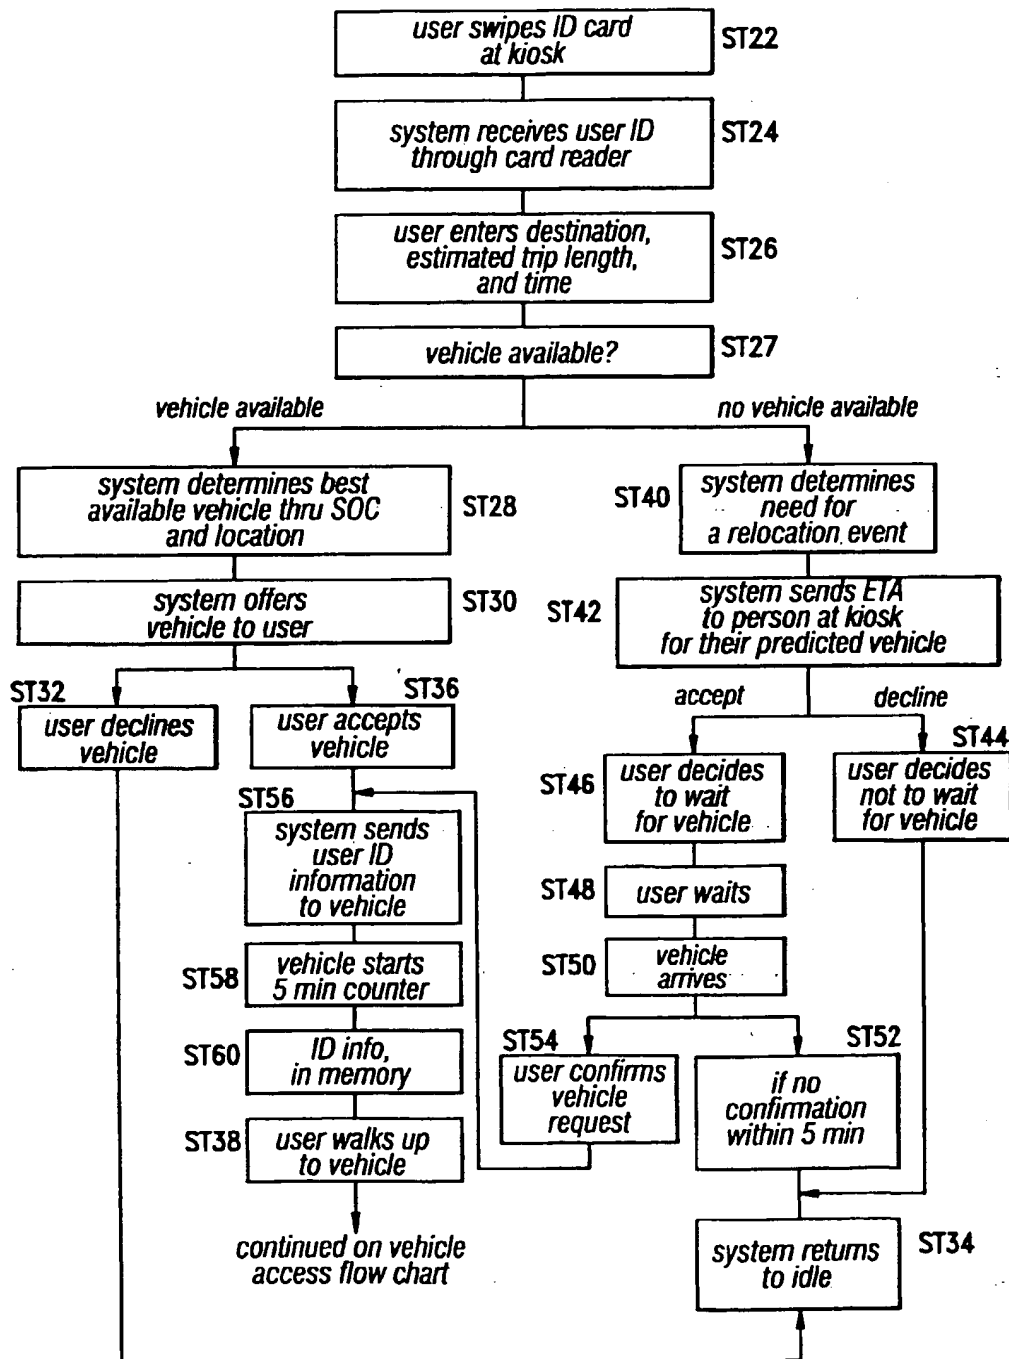 user swipes ID card
at kiosk
ST22
system receives user ID
through card reader
ST24
user enters destination,
estimated trip length,
and time
ST26
vehicle available?
ST27
vehicle available
no vehicle available
system determines best
available vehicle thru SOC
and location
ST28
ST40
system determines
need for
a relocation event
system offers
vehicle to user
ST30
ST42
system sends ETA
to person at kiosk
for their predicted vehicle
ST32
user declines
vehicle
ST36
user accepts
vehicle
accept
decline
ST46
user decides
to wait
for vehicle
ST44
user decides
not to wait
for vehicle
ST56
system sends
user ID
information
to vehicle
ST48
user waits
ST58
vehicle starts
5 min counter
ST50
vehicle
arrives
ST60
ID info,
in memory
ST54
user confirms
vehicle
request
ST52
if no
confirmation
within 5 min
ST38
user walks up
to vehicle
continued on vehicle
access flow chart
system returns
to idle
ST34